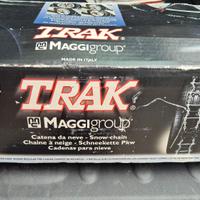 TRAK
MAGGIgroup®
MADE IN ITALY
TRAK®
MAGGIgroup®
Catena da neve - Snow chain
Chaîne à neige - Schneekette Pkw
Cadenas para nieve